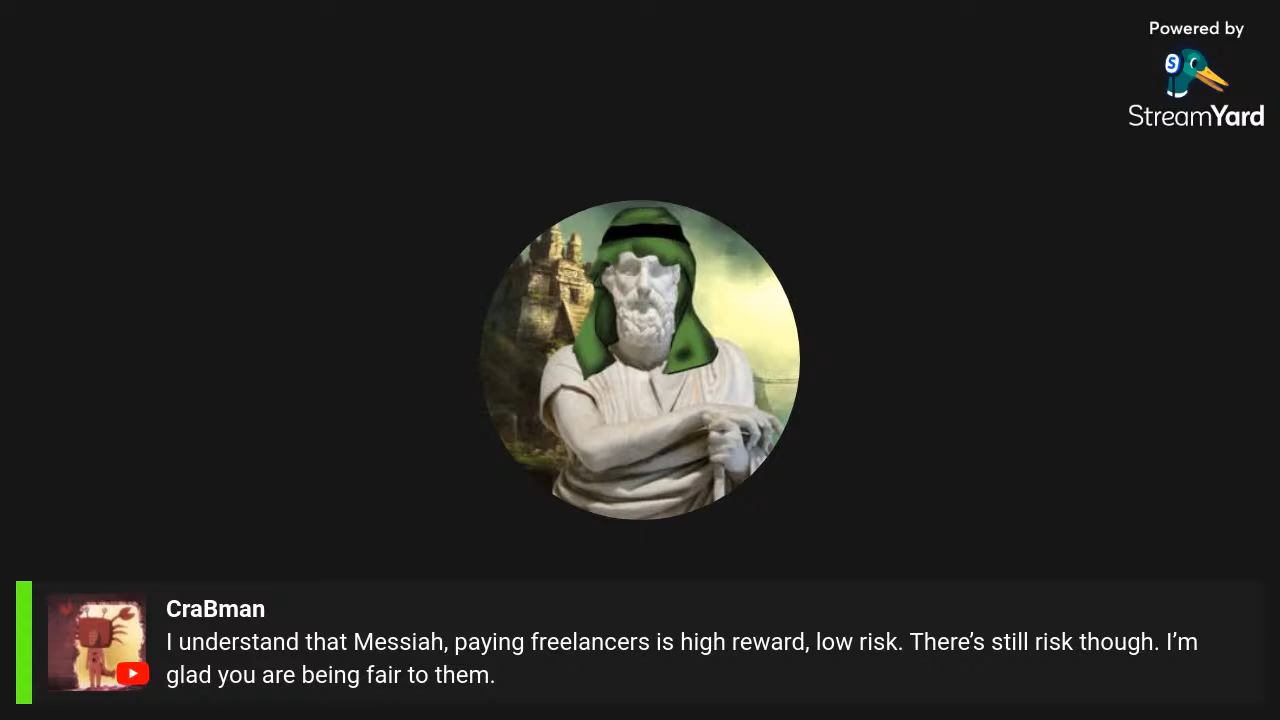 Powered by
S
StreamYard
CraBman
I understand that Messiah, paying freelancers is high reward, low risk. There’s still risk though. I’m
glad you are being fair to them.